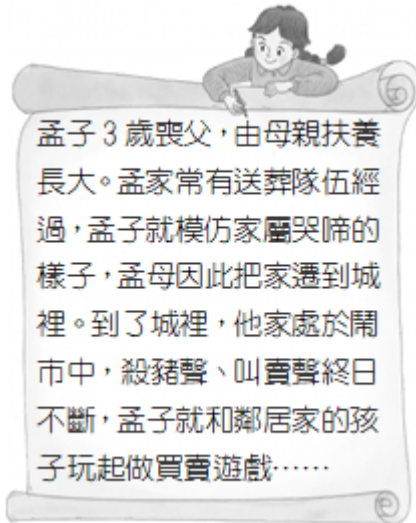 孟子3歲喪父，由母親扶養
長大。孟家常有送葬隊伍經
過，孟子就模仿家屬哭啼的
樣子，孟母因此把家遷到城
裡。到了城裡，他家處於鬧
市中，殺豬聲、叫賣聲終日
不斷，孟子就和鄰居家的孩
子玩起做買賣遊戲……